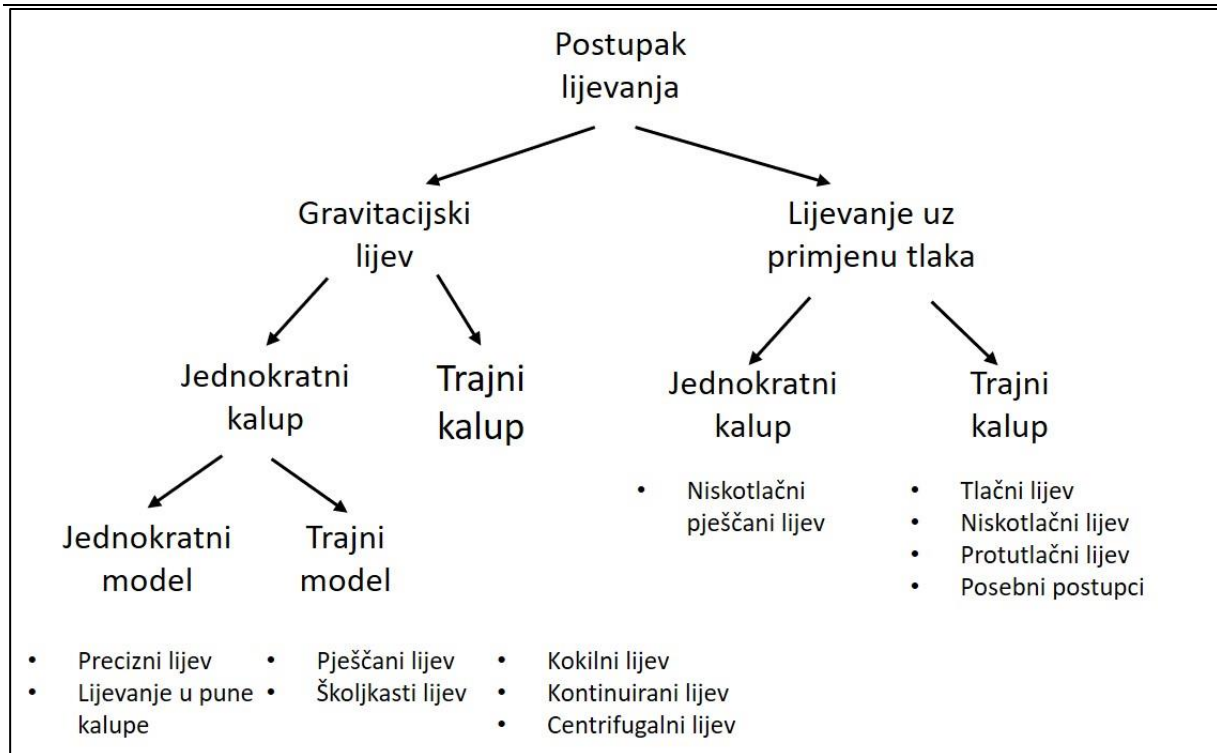 Postupak
lijevanja
Gravitacijski
lijev
Lijevanje uz
primjenu tlaka
Jednokratni
kalup
Trajni
kalup
Jednokratni
kalup
Trajni
kalup
• Niskotlačni
pješčani lijev
• Tlačni lijev
• Niskotlačni lijev
• Protutlačni lijev
• Posebni postupci
Jednokratni
model
Trajni
model
• Precizni lijev
• Lijevanje u pune
kalupe
• Pješčani lijev
• Školjkasti lijev
• Kokilni lijev
• Kontinuirani lijev
• Centrifugalni lijev